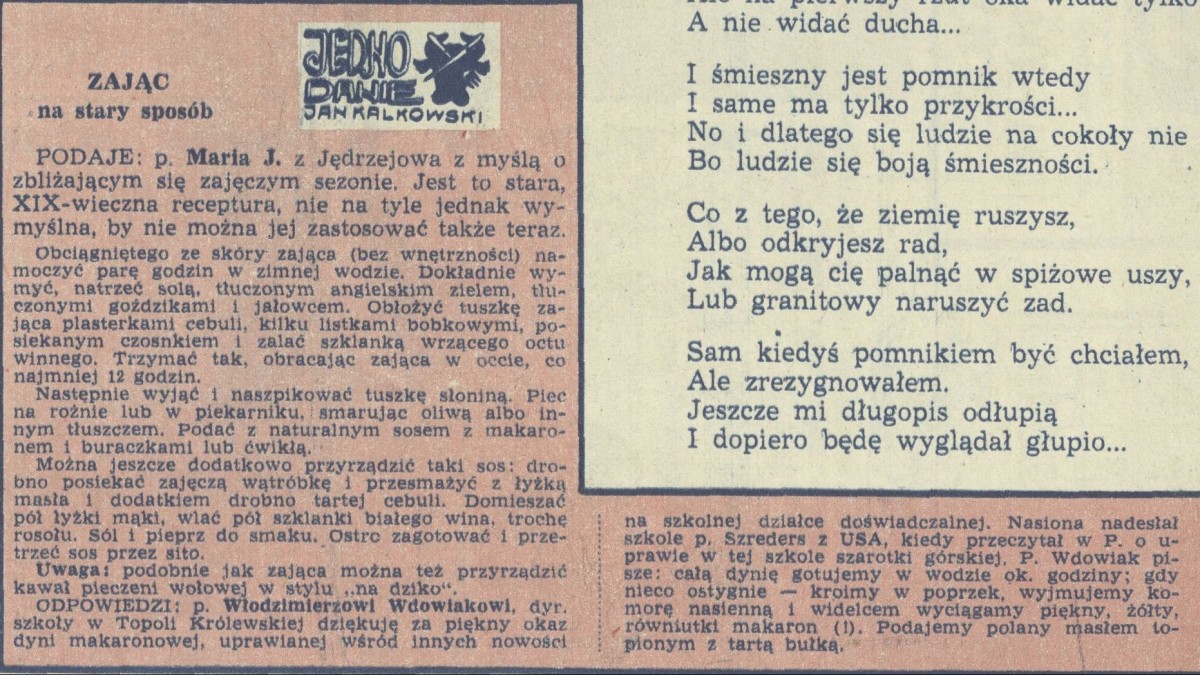 ZAJĄC
na stary sposób
JEDNO
DANIE
JAN KALKOWSKI
PODAJE: p. Maria J. z Jędrzejowa z myślą o
zbliżającym się zajęczym sezonie. Jest to stara,
XIX-wieczna receptura, nie na tyle jednak wy-
myślna, by nie można jej zastosować także teraz.
Obciągniętego ze skóry zająca (bez wnętrzności) na-
moczyć parę godzin w zimnej wodzie. Dokładnie wy-
myć, natrzeć solą, tłuczonym angielskim zielem, tłu-
czonymi goździkami i jałowcem. Obłożyć tuszkę za-
jąca plasterkami cebuli, kilku listkami bobkowymi, po-
siekanym czosnkiem i zalać szklanką wrzącego octu
winnego. Trzymać tak, obracając zająca w occie, co
najmniej 12 godzin.
Następnie wyjąć i naszpikować tuszkę słoniną. Piec
na rożnie lub w piekarniku, smarując oliwą albo in-
nym tłuszczem. Podać z naturalnym sosem z makaro-
nem i buraczkami lub ćwikłą.
Można jeszcze dodatkowo przyrządzić taki sos: dro-
bno posiekać zajęczą wątróbkę i przesmażyć z łyżką
masła i dodatkiem drobno tartej cebuli. Domieszać
pół łyżki mąki, wlać pół szklanki białego wina, trochę
rosołu. Sól i pieprz do smaku. Ostro zagotować i prze-
trzeć sos przez sito.
Uwaga: podobnie jak zająca można też przyrządzić
kawał pieczeni wołowej w stylu „na dziko".
ODPOWIEDZI: p. Włodzimierzowi Wdowiakowi, dyr.
szkoły w Topoli Królewskiej dziękuję za piękny okaz
dyni makaronowej, uprawianej wśród innych nowości
na szkolnej działce doświadczalnej. Nasiona nadesłał
szkole p. Szreders z USA, kiedy przeczytał w P. o u-
prawie w tej szkole szarotki górskiej. P. Wdowiak pi-
sze: całą dynię gotujemy w wodzie ok. godziny; gdy
nieco ostygnie — kroimy w poprzek, wyjmujemy ko-
morę nasienną i widelcem wyciągamy piękny, żółty,
równiutki makaron (!). Podajemy polany masłem to-
pionym z tartą bułką.
na pierwszy rzut oka widać tylko
A nie widać ducha...
I śmieszny jest pomnik wtedy
I same ma tylko przykrości...
No i dlatego się ludzie na cokoły nie
Bo ludzie się boją śmieszności.
Co z tego, że ziemię ruszysz,
Albo odkryjesz rad,
Jak mogą cię palnąć w spiżowe uszy,
Lub granitowy naruszyć zad.
Sam kiedyś pomnikiem być chciałem,
Ale zrezygnowałem.
Jeszcze mi długopis odłupią
I dopiero będę wyglądał głupio...